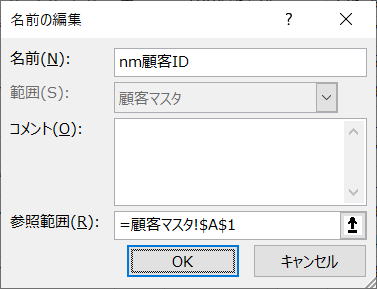 名前の編集 ? ×
名前(N): nm顧客ID
範囲(S): 顧客マスタ
コメント(O):
参照範囲(R): =顧客マスタ!$A$1
OK キャンセル